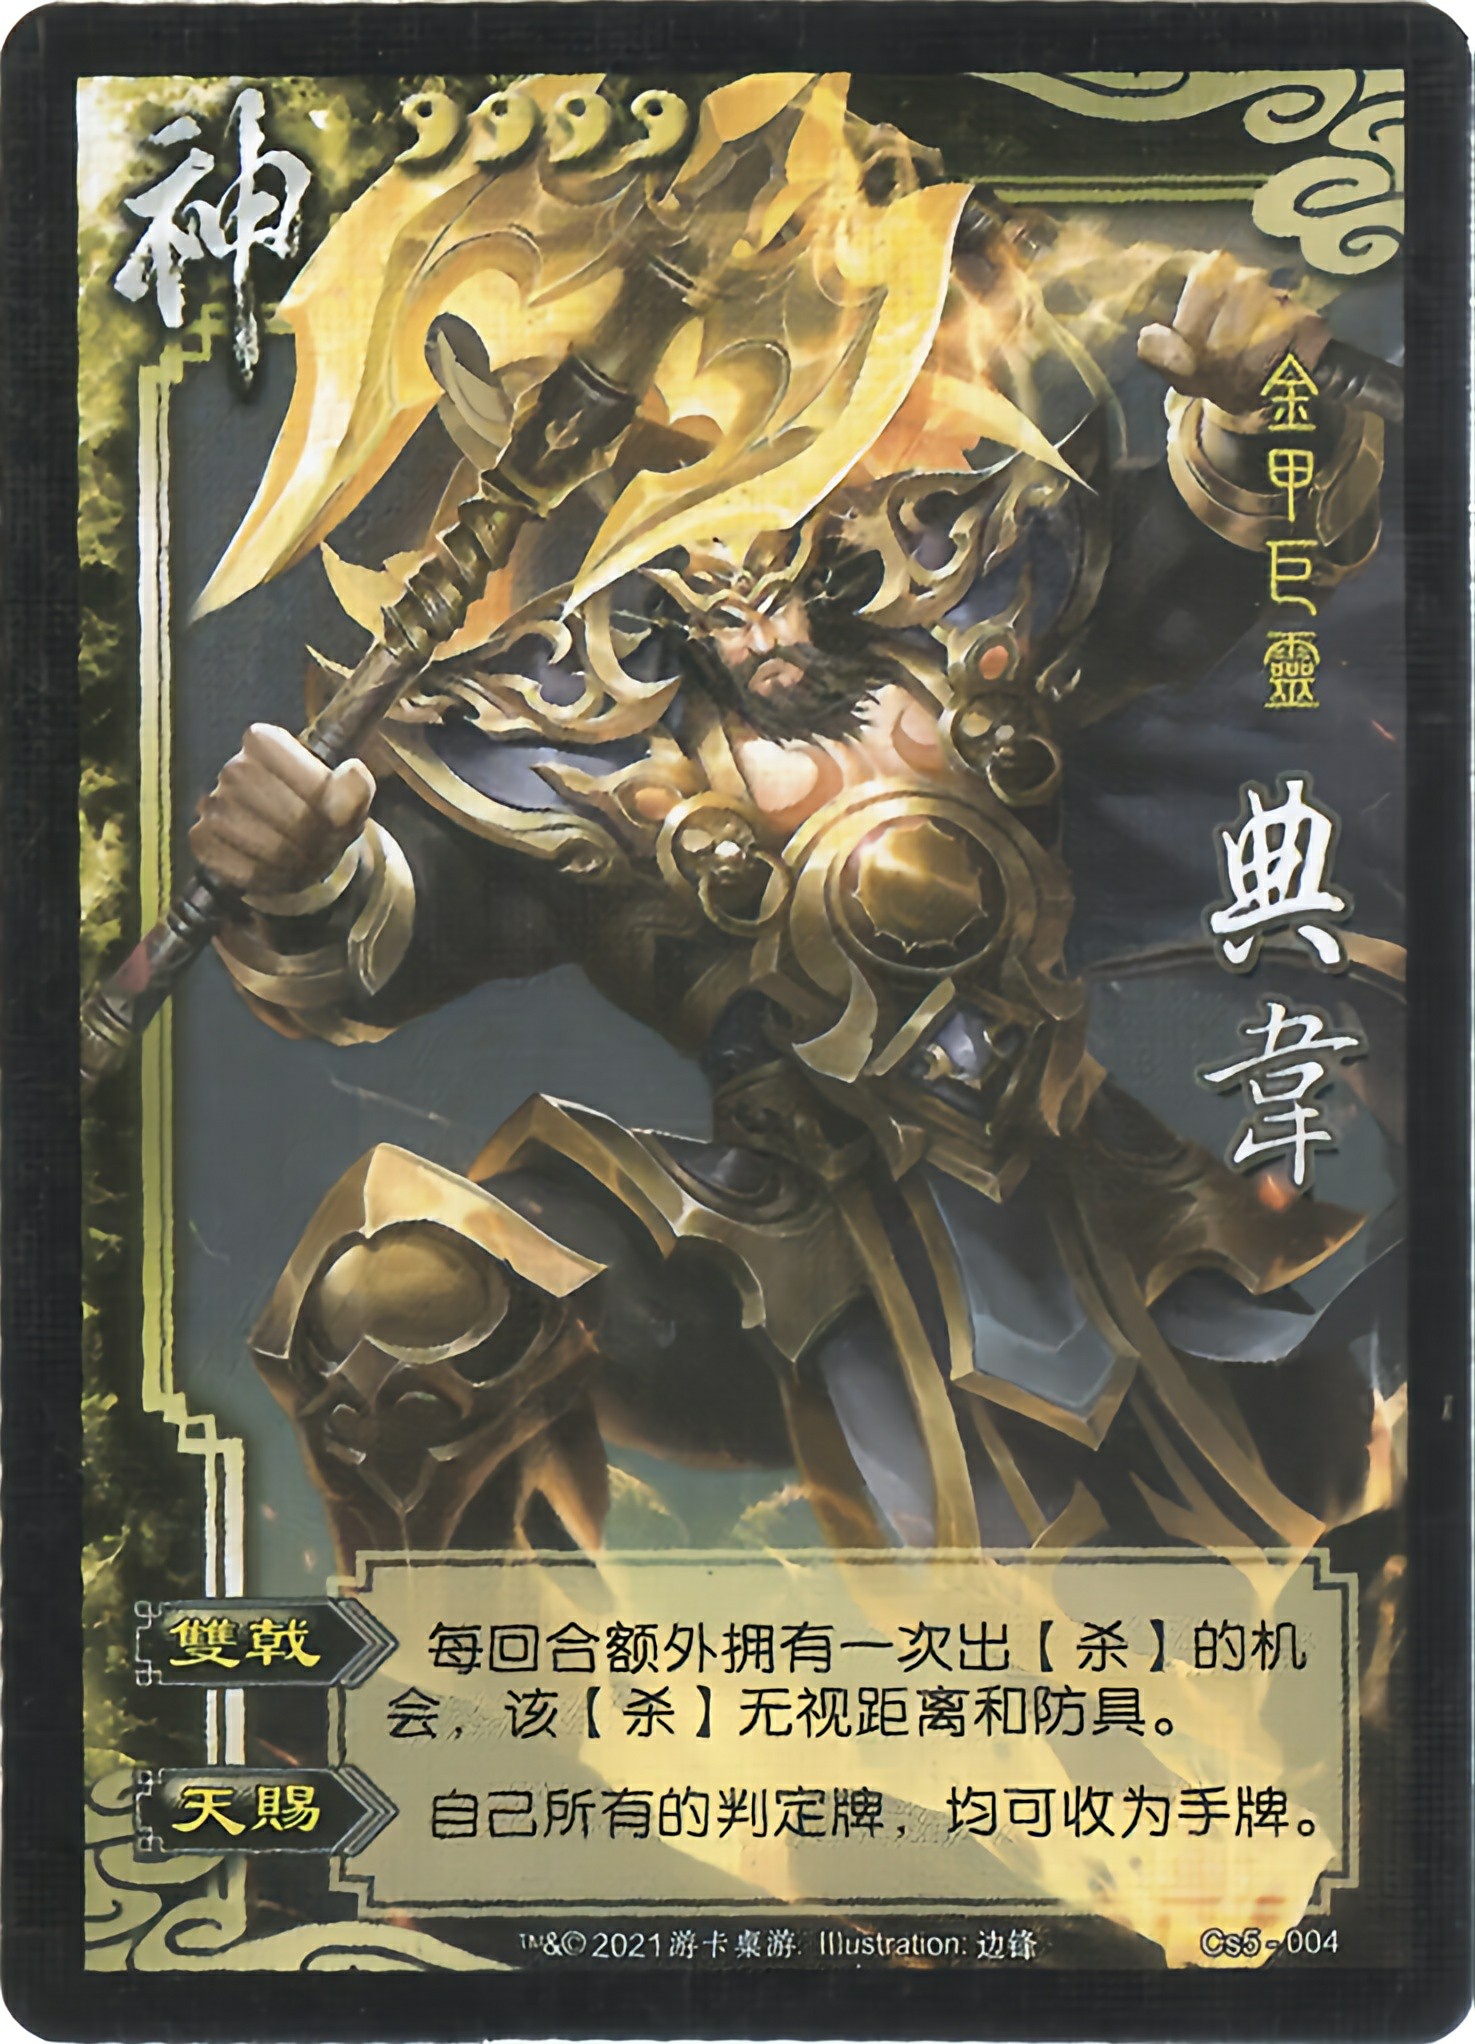 神
金甲巨靈
典韋
雙戟
每回合额外拥有一次出【杀】的机
会，该【杀】无视距离和防具。
天賜
自己所有的判定牌，均可收为手牌。
™&©2021游卡桌游. Illustration: 边锋
Cs5-004